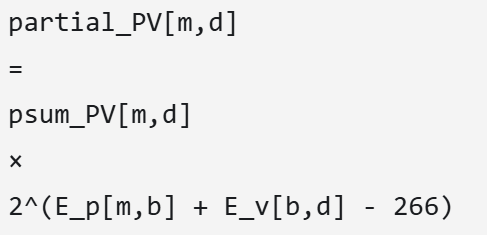 partial_PV[m,d]
=
psum_PV[m,d]
×
2^(E_p[m,b] + E_v[b,d] - 266)